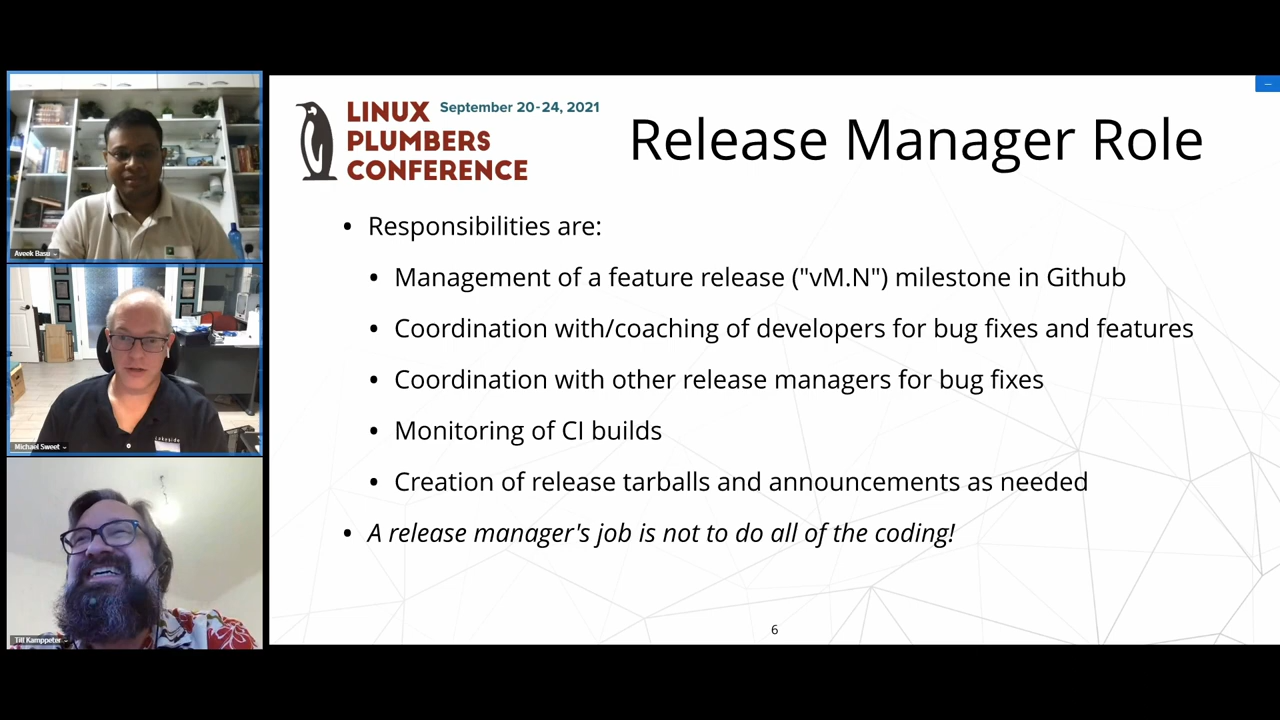 LINUX September 20-24, 2021
PLUMBERS
CONFERENCE
Release Manager Role
• Responsibilities are:
• Management of a feature release ("vM.N") milestone in Github
• Coordination with/coaching of developers for bug fixes and features
• Coordination with other release managers for bug fixes
• Monitoring of CI builds
• Creation of release tarballs and announcements as needed
• A release manager's job is not to do all of the coding!
6
Aveek Basu
Michael Sweet
lakeside
Till Kamppeter